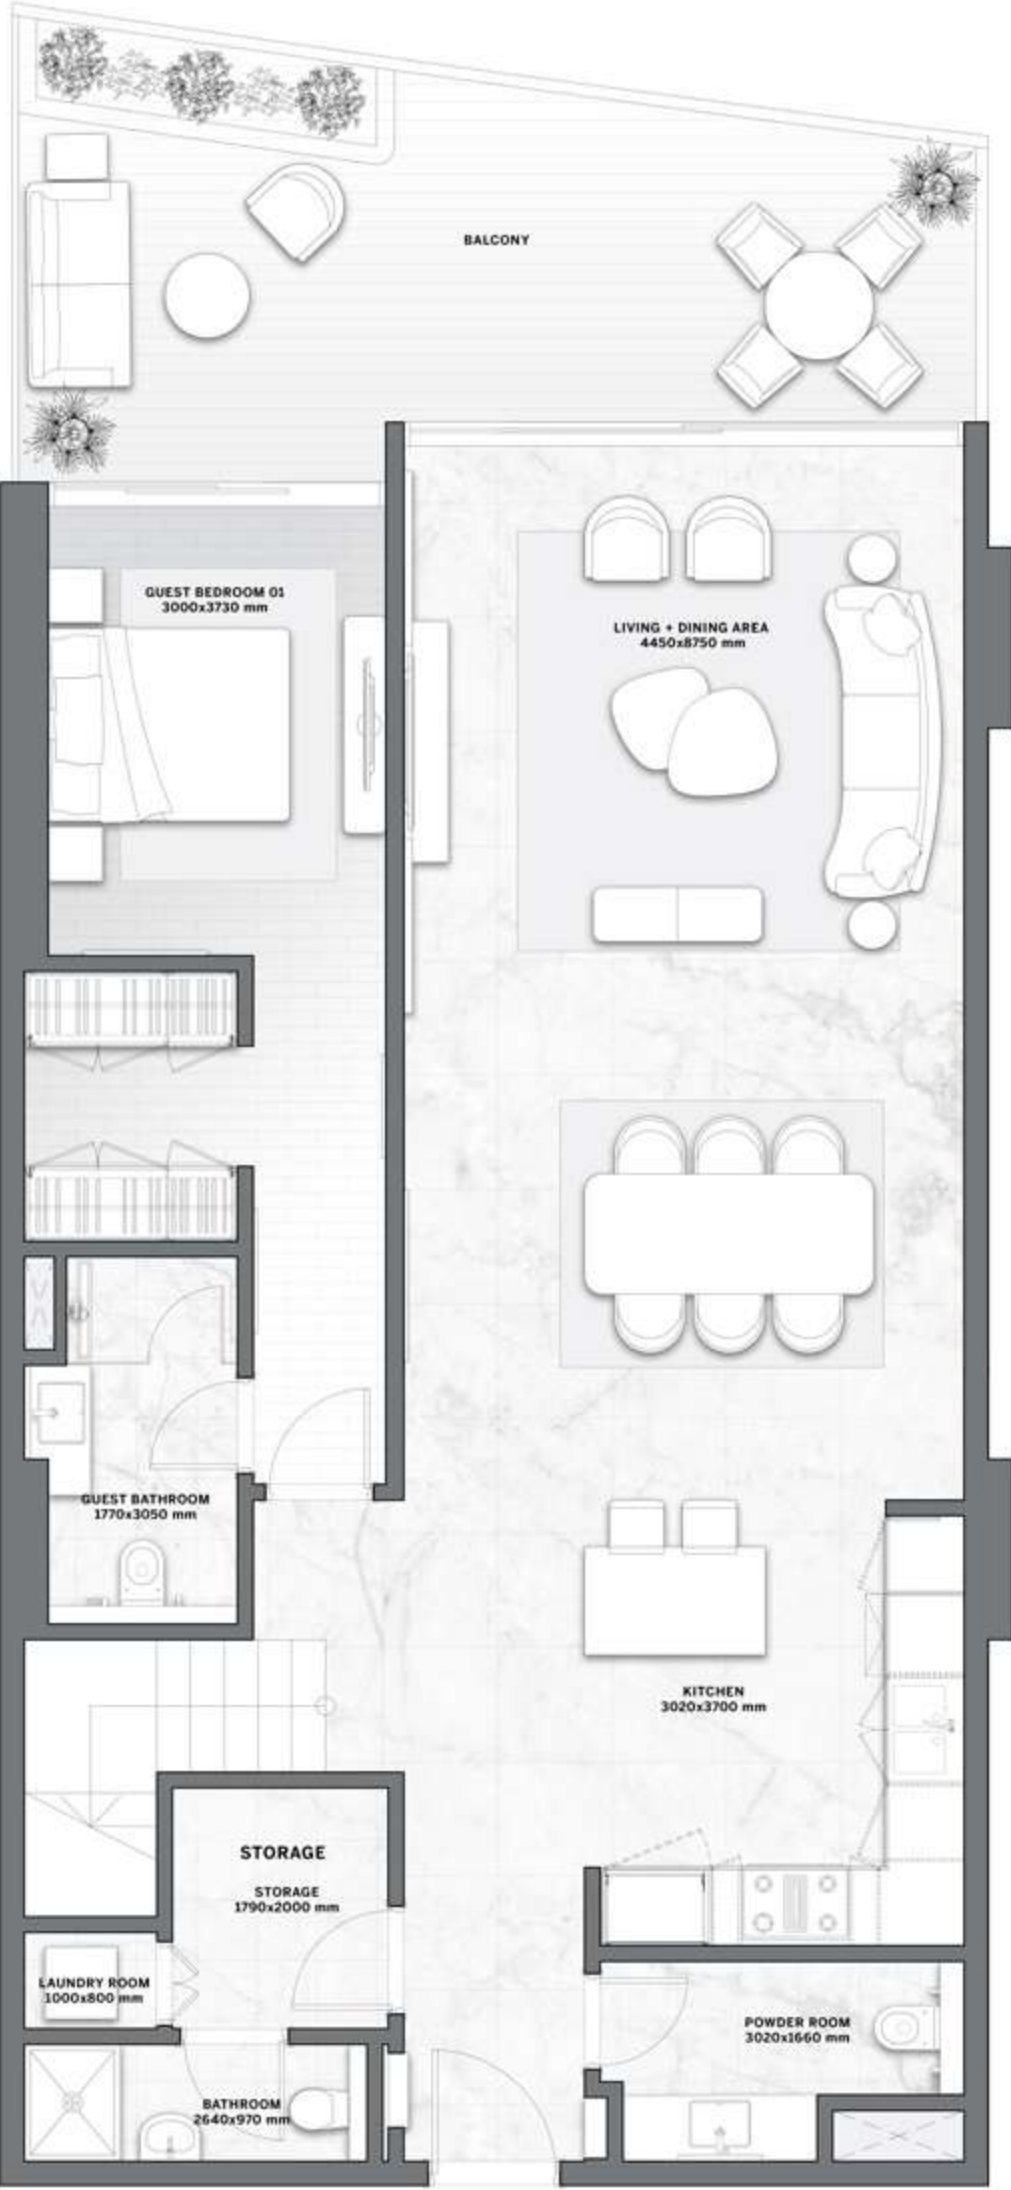 BALCONY
GUEST BEDROOM 01
3000x3730 mm
LIVING + DINING AREA
4450x8750 mm
GUEST BATHROOM
1770x3050 mm
KITCHEN
3020x3700 mm
STORAGE
STORAGE
1790x2000 mm
LAUNDRY ROOM
1000x800 mm
POWDER ROOM
3020x1660 mm
BATHROOM
2640x970 mm